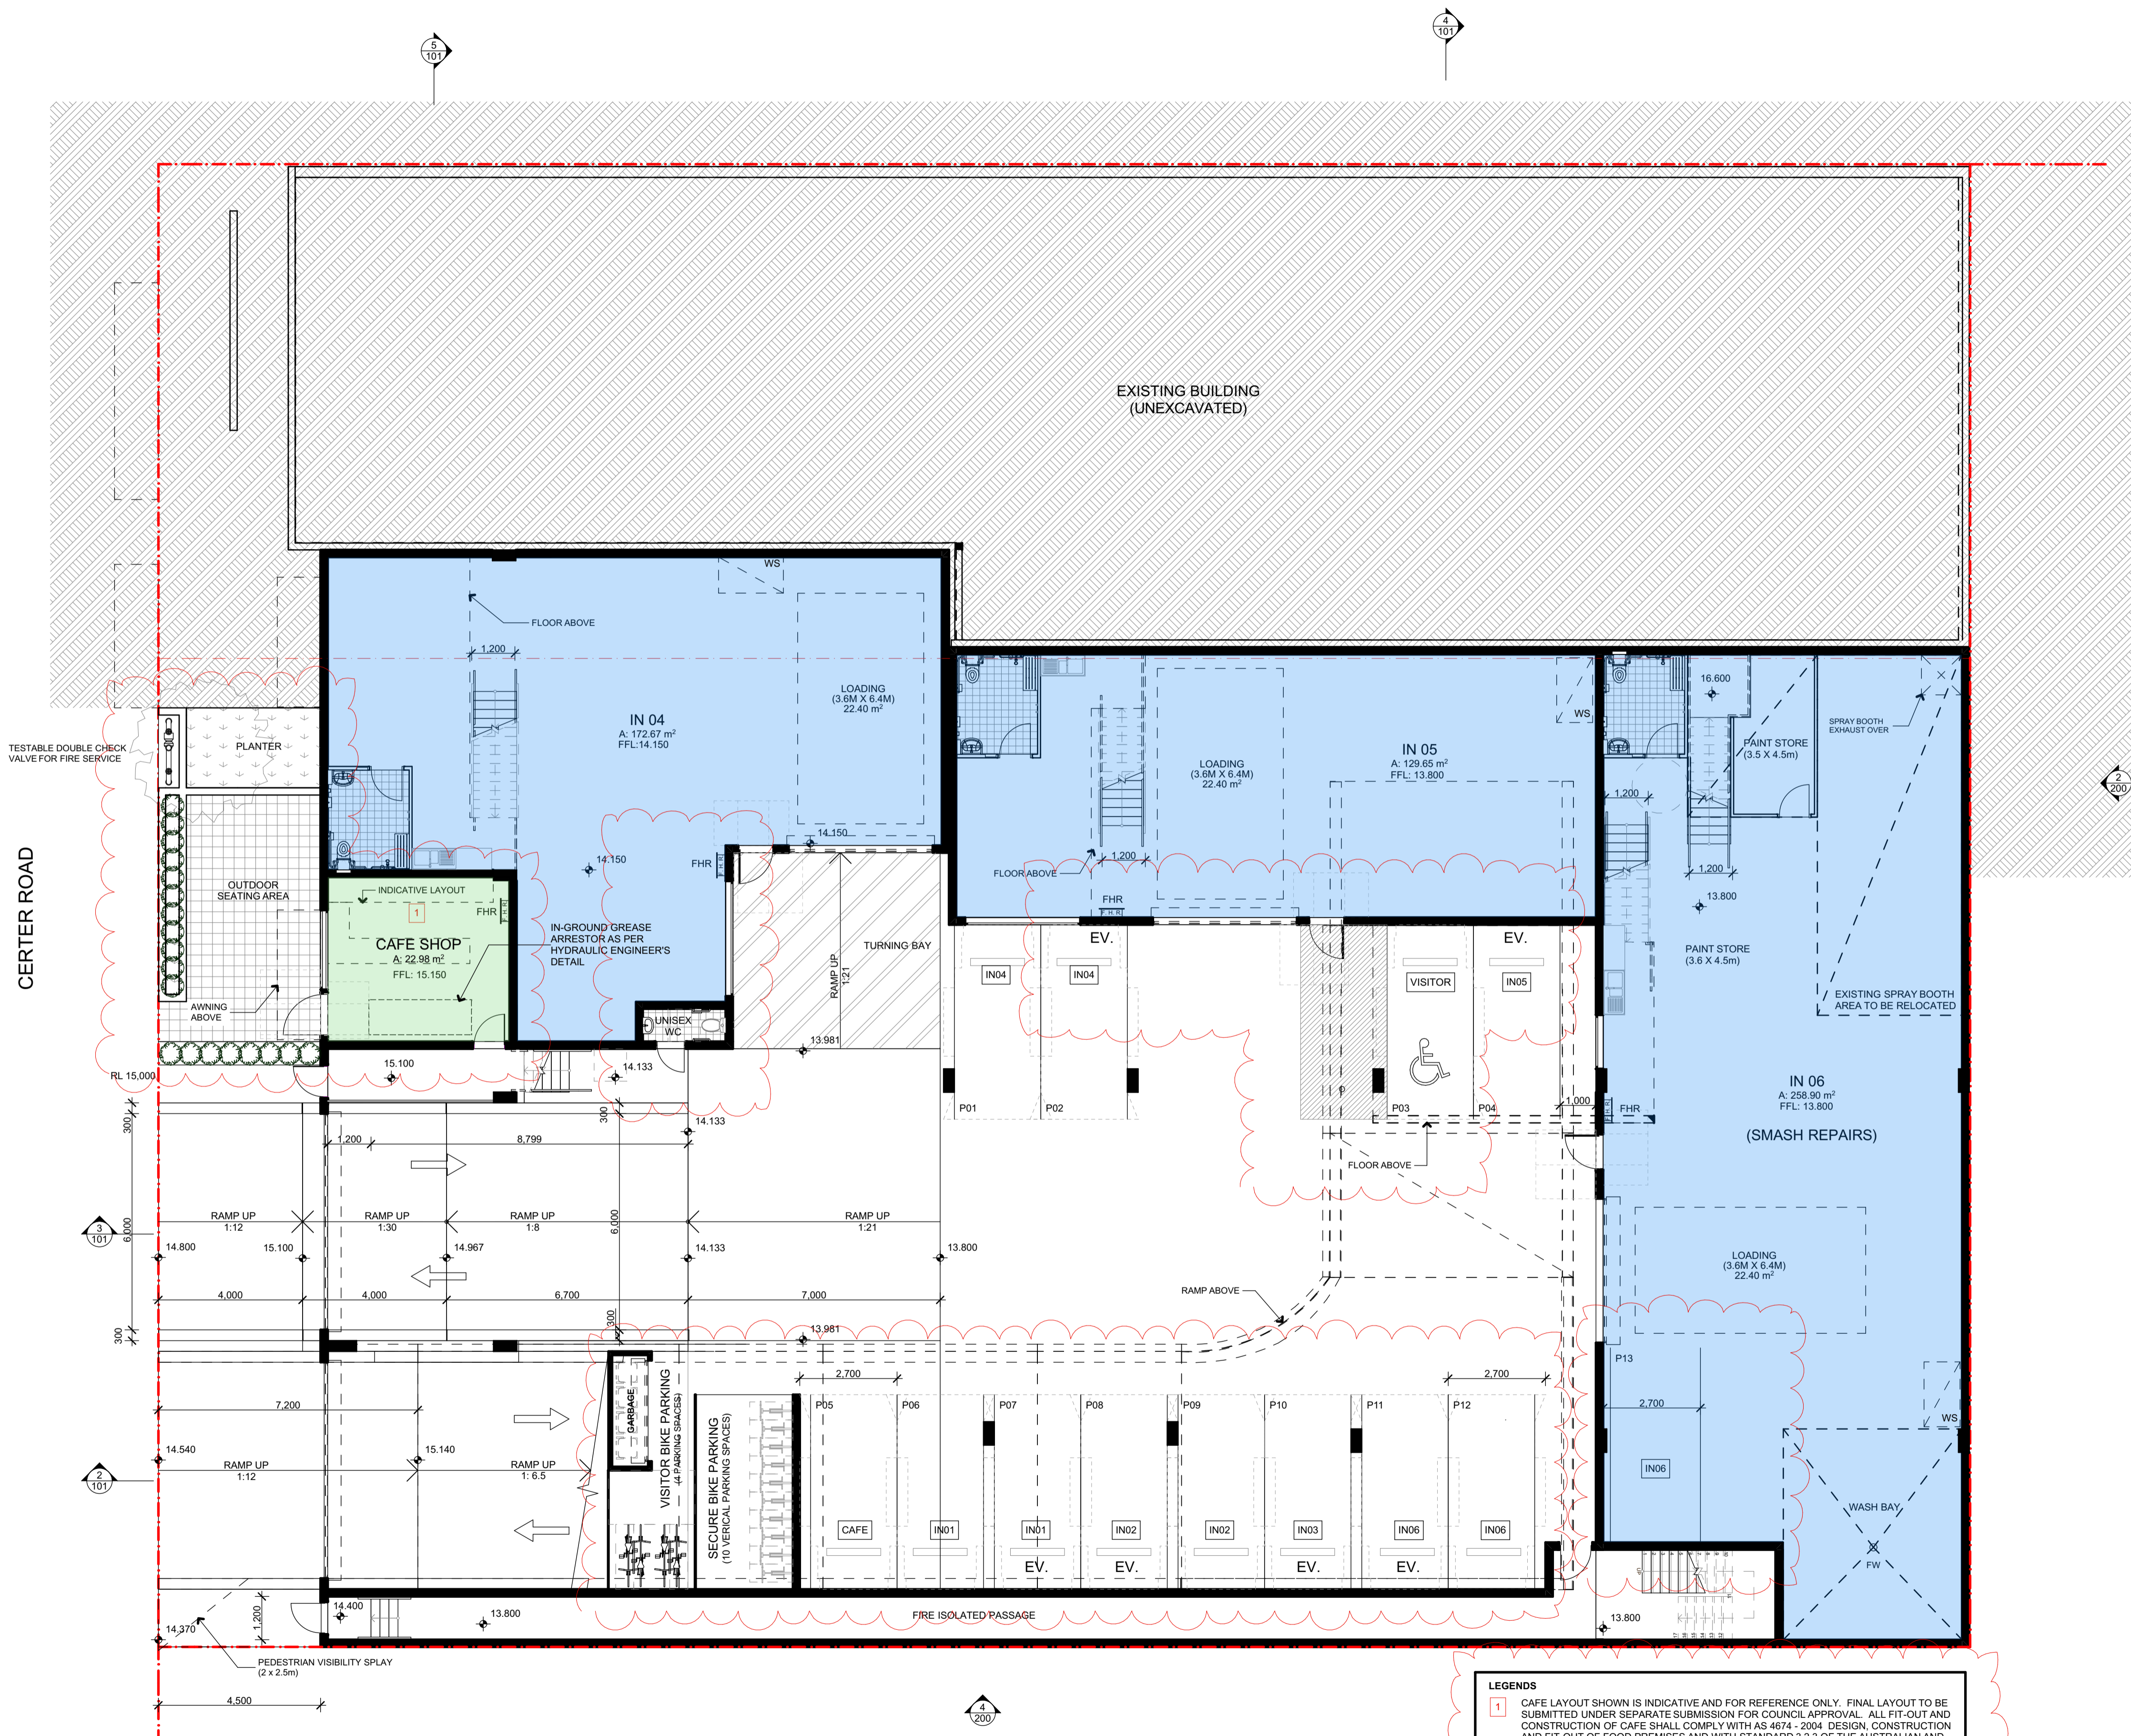 5
101
4
101
EXISTING BUILDING
(UNEXCAVATED)
WS
FLOOR ABOVE
1,200
LOADING
(3.6M X 6.4M)
22.40 m²
IN 04
A: 172.67 m²
FFL:14.150
TESTABLE DOUBLE CHECK
VALVE FOR FIRE SERVICE
PLANTER
14.150
14.150
FHR
F.H.R
CERTER ROAD
OUTDOOR
SEATING AREA
INDICATIVE LAYOUT
1
FHR
F.H.R
CAFE SHOP
A: 22.98 m²
FFL: 15.150
IN-GROUND GREASE
ARRESTOR AS PER
HYDRAULIC ENGINEER'S
DETAIL
AWNING
ABOVE
UNISEX
WC
RAMP UP
1:21
TURNING BAY
13.981
LOADING
(3.6M X 6.4M)
22.40 m²
IN 05
A: 129.65 m²
FFL: 13.800
WS
1,200
FLOOR ABOVE
FHR
F.H.R
16.600
PAINT STORE
(3.5 X 4.5m)
SPRAY BOOTH
EXHAUST OVER
2
200
1,200
1,200
13.800
PAINT STORE
(3.6 X 4.5m)
EXISTING SPRAY BOOTH
AREA TO BE RELOCATED
EV.
EV.
IN04
IN04
VISITOR
IN05
P01
P02
P03
P04
1,000
FLOOR ABOVE
FHR
F.H.R
IN 06
A: 258.90 m²
FFL: 13.800
(SMASH REPAIRS)
RL 15,000
15.100
14.133
300
300
14.133
1,200
8,799
6,000
6,000
3
101
RAMP UP
1:12
RAMP UP
1:30
RAMP UP
1:8
RAMP UP
1:21
14.800
15.100
14.967
14.133
13.800
4,000
4,000
6,700
7,000
300
300
13.981
RAMP ABOVE
LOADING
(3.6M X 6.4M)
22.40 m²
P13
2,700
IN06
WS
WASH BAY
FW
7,200
14.540
15.140
RAMP UP
1:12
RAMP UP
1: 6.5
2
101
GARBAGE
VISITOR BIKE PARKING
(4 PARKING SPACES)
SECURE BIKE PARKING
(10 VERICAL PARKING SPACES)
2,700
2,700
P05
P06
P07
P08
P09
P10
P11
P12
CAFE
IN01
IN01
IN02
IN02
IN03
IN06
IN06
EV.
EV.
EV.
EV.
14.400
1,200
13.800
FIRE ISOLATED PASSAGE
13.800
14.370
PEDESTRIAN VISIBILITY SPLAY
(2 x 2.5m)
4,500
4
200
LEGENDS
1
CAFE LAYOUT SHOWN IS INDICATIVE AND FOR REFERENCE ONLY. FINAL LAYOUT TO BE
SUBMITTED UNDER SEPARATE SUBMISSION FOR COUNCIL APPROVAL. ALL FIT-OUT AND
CONSTRUCTION OF CAFE SHALL COMPLY WITH AS 4674 - 2004 DESIGN, CONSTRUCTION
AND FIT-OUT OF FOOD PREMISES AND WITH STANDARD 3.2.3 OF THE AUSTRALIAN AND